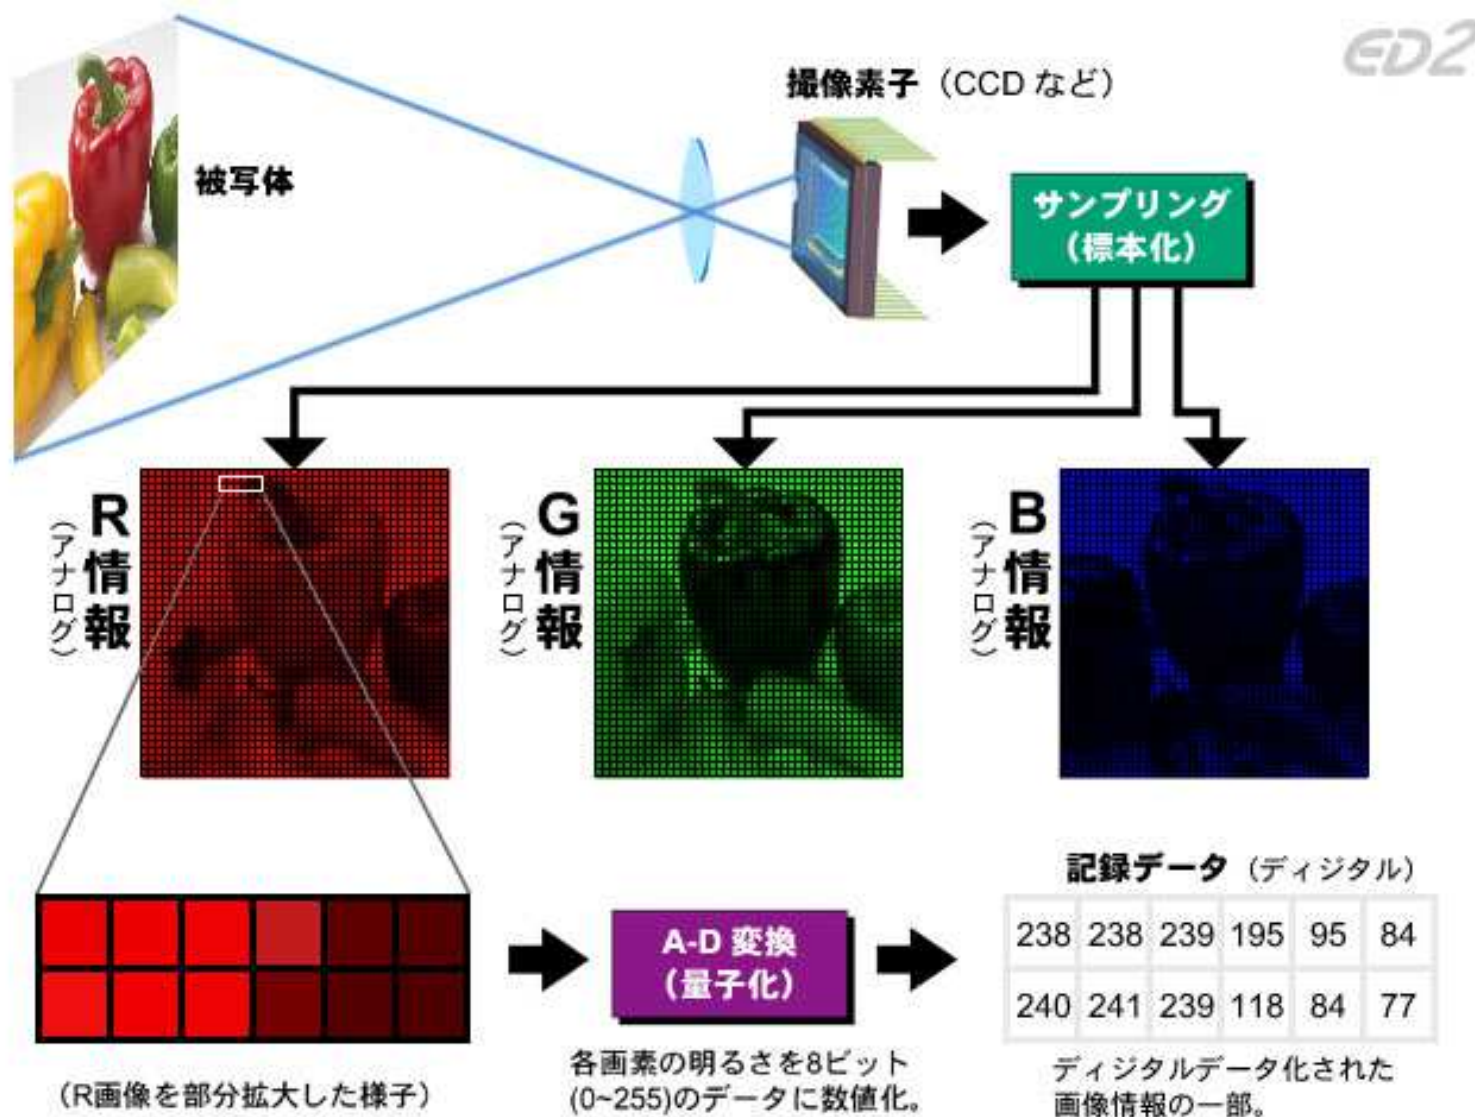 ED2
撮像素子（CCD など）
被写体
サンプリング
（標本化）
R情報
（アナログ）
G情報
（アナログ）
B情報
（アナログ）
記録データ（ディジタル）
238 238 239 195 95 84
240 241 239 118 84 77
A-D 変換
（量子化）
（R画像を部分拡大した様子）
各画素の明るさを8ビット
(0~255)のデータに数値化。
ディジタルデータ化された
画像情報の一部。